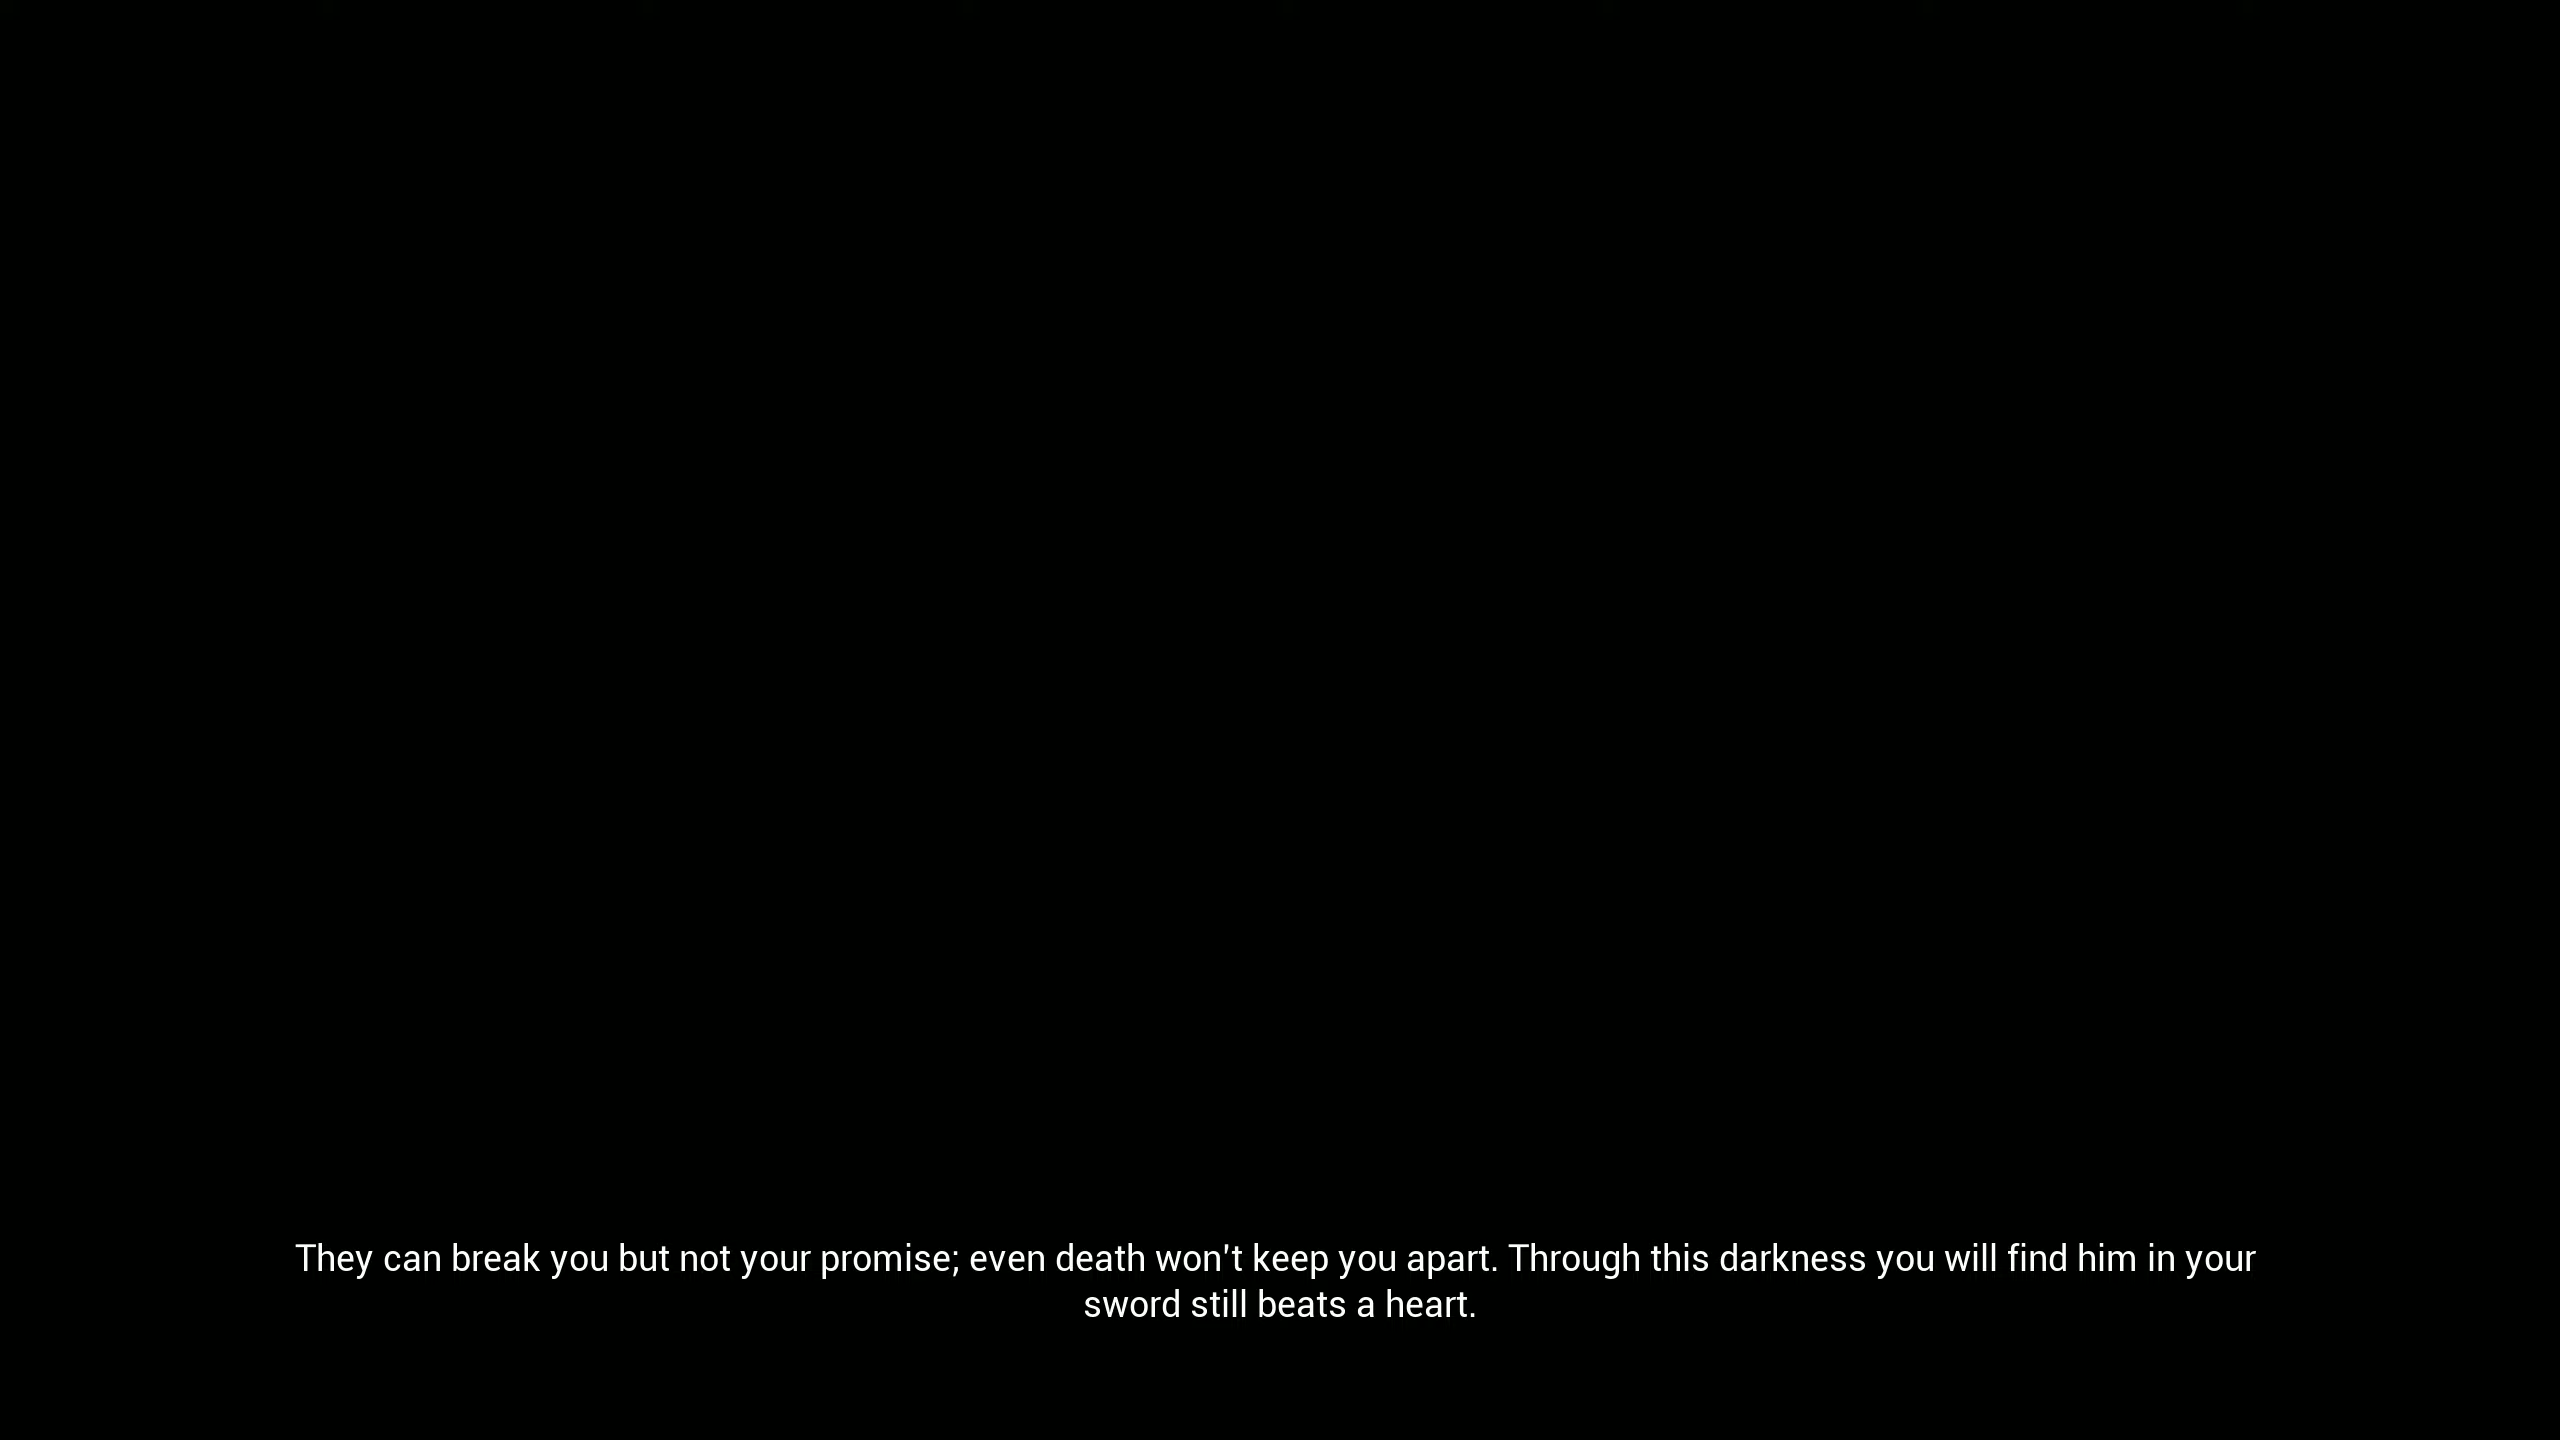 They can break you but not your promise; even death won't keep you apart. Through this darkness you will find him in your
sword still beats a heart.